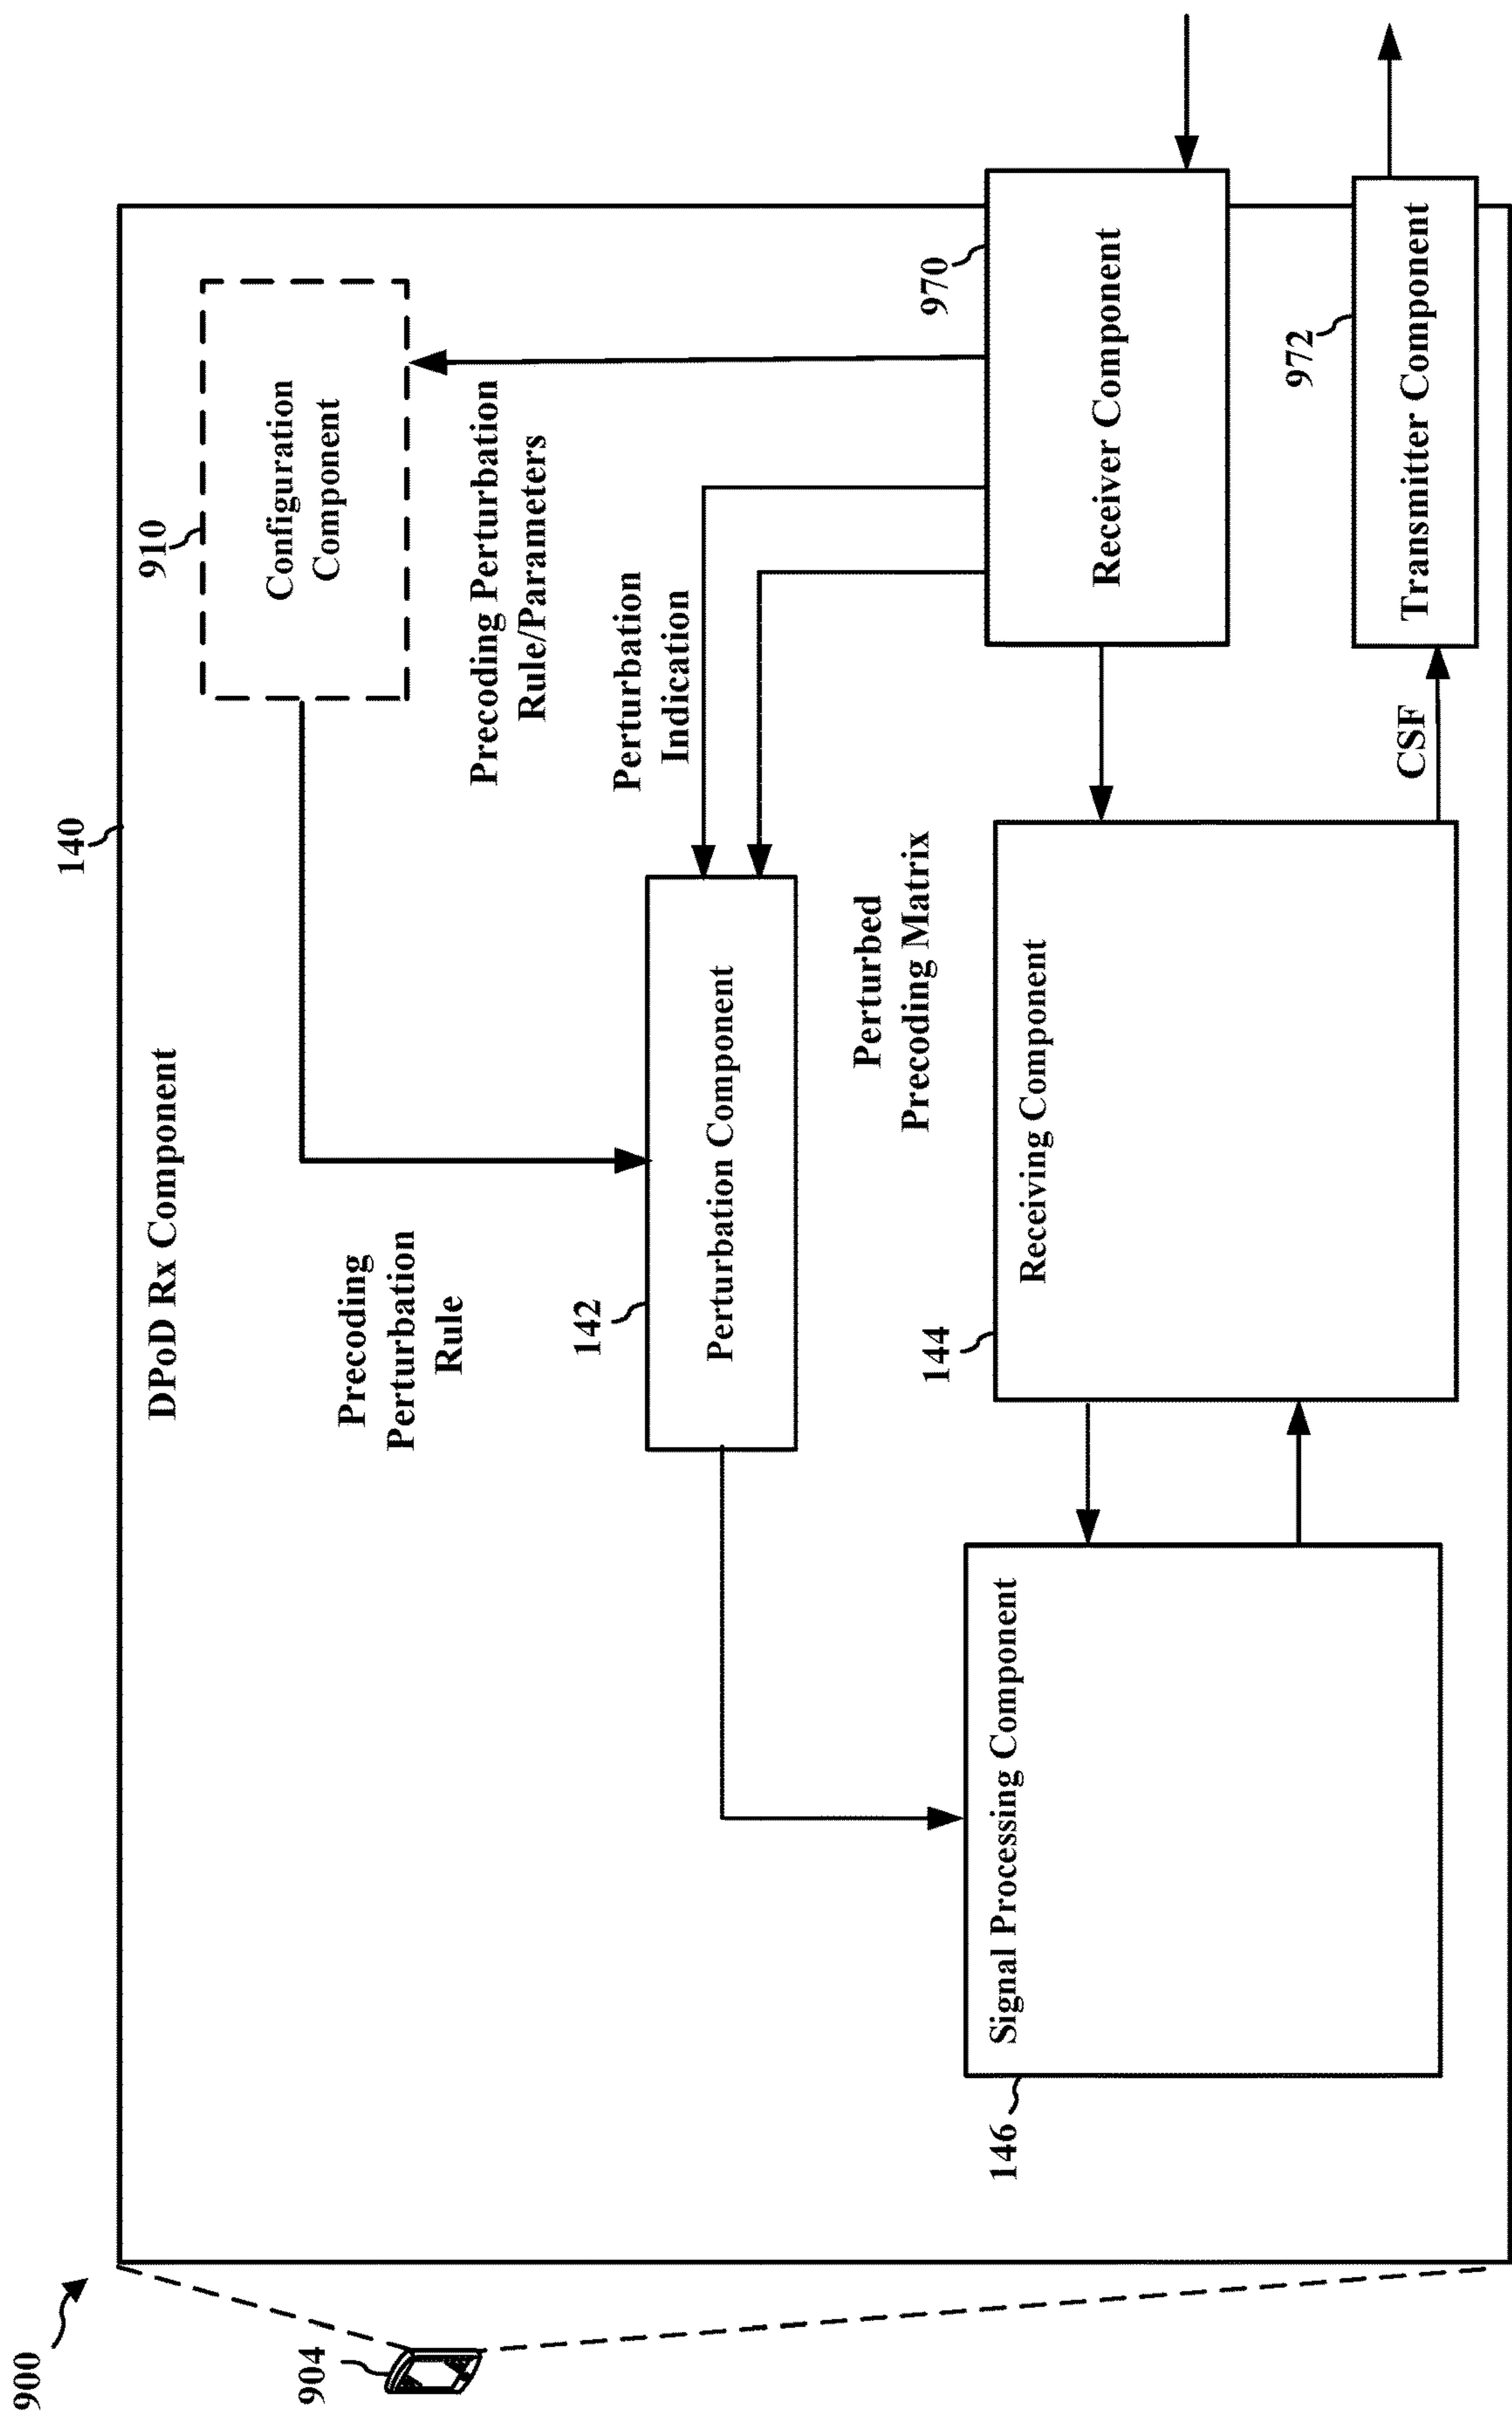 900
904
140
DPoD Rx Component
910
Configuration
Component
Precoding
Perturbation
Rule
Precoding Perturbation
Rule/Parameters
Perturbation
Indication
142
Perturbation Component
Perturbed
Precoding Matrix
970
Receiver Component
144
Receiving Component
146
Signal Processing Component
CSF
972
Transmitter Component